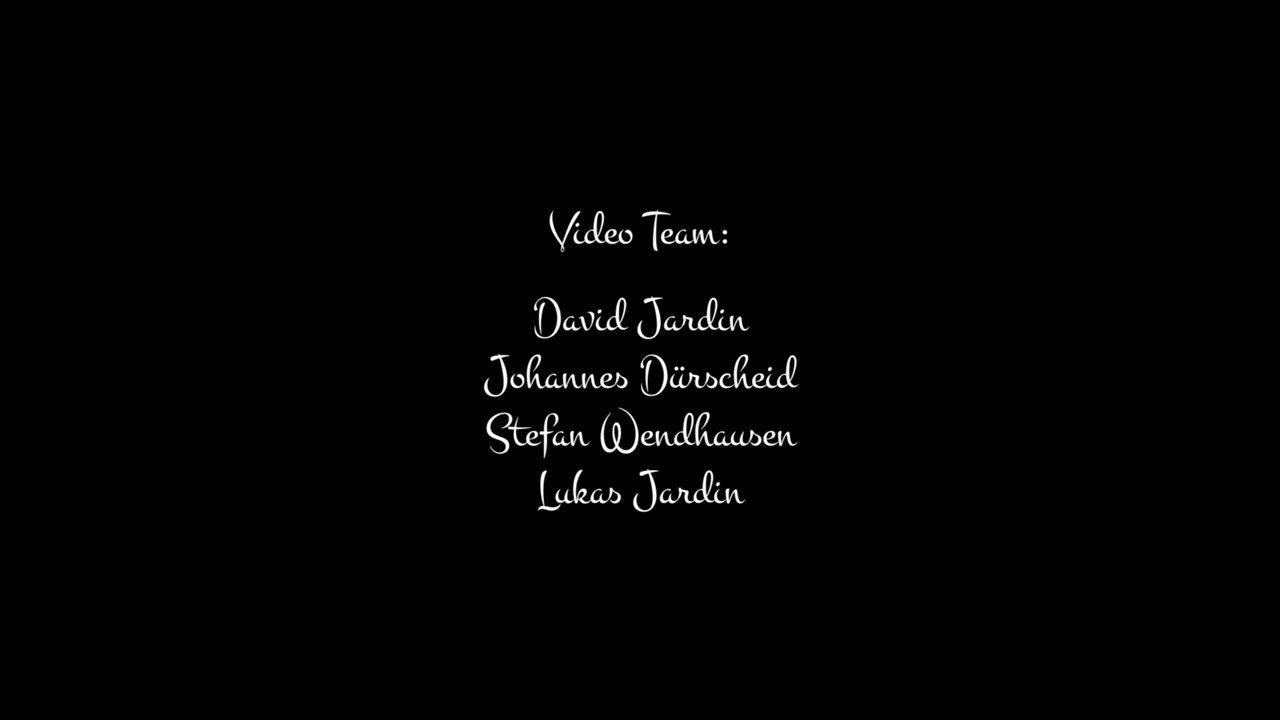 Video Team:
David Jardin
Johannes Dürscheid
Stefan Wendhausen
Lukas Jardin